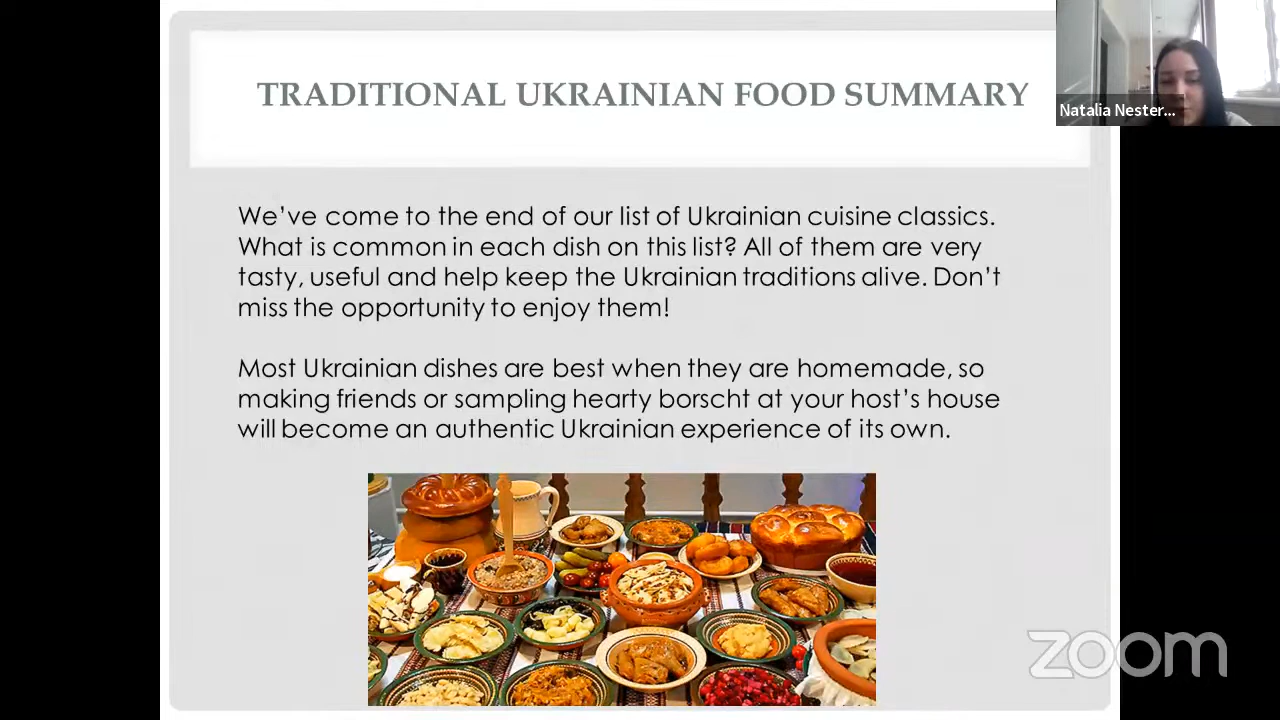 TRADITIONAL UKRAINIAN FOOD SUMMARY
Natalia Nester...
We've come to the end of our list of Ukrainian cuisine classics.
What is common in each dish on this list? All of them are very
tasty, useful and help keep the Ukrainian traditions alive. Don't
miss the opportunity to enjoy them!
Most Ukrainian dishes are best when they are homemade, so
making friends or sampling hearty borscht at your host's house
will become an authentic Ukrainian experience of its own.
zoom